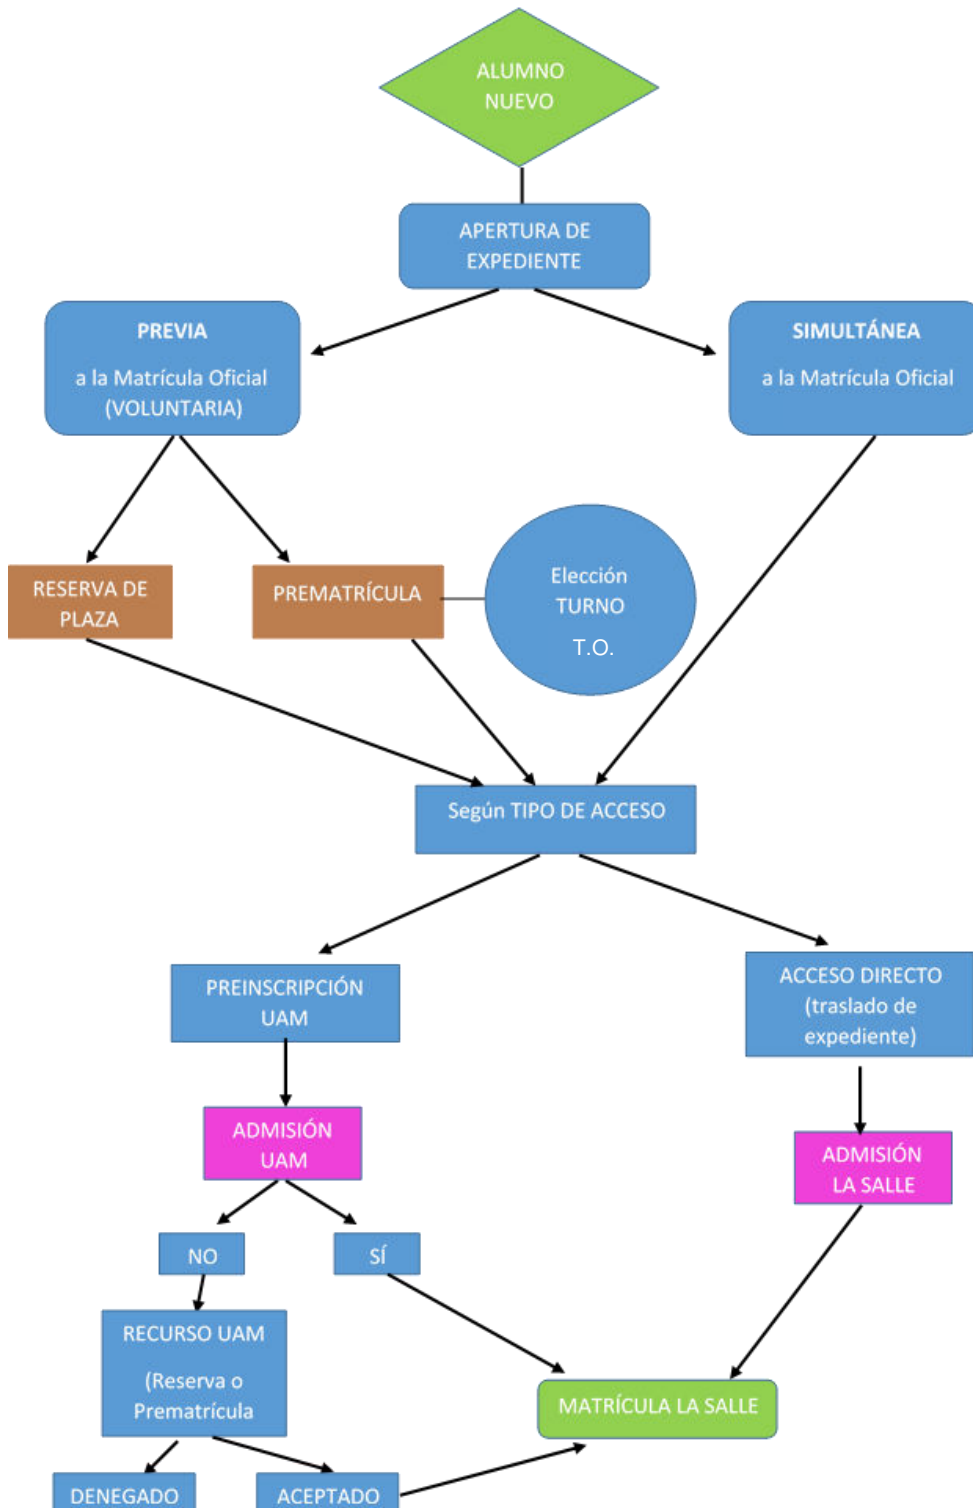 ALUMNO
NUEVO
APERTURA DE
EXPEDIENTE
PREVIA
a la Matrícula Oficial
(VOLUNTARIA)
SIMULTÁNEA
a la Matrícula Oficial
RESERVA DE
PLAZA
PREMATRÍCULA
Elección
TURNO
T.O.
Según TIPO DE ACCESO
PREINSCRIPCIÓN
UAM
ACCESO DIRECTO
(traslado de
expediente)
ADMISIÓN
UAM
ADMISIÓN
LA SALLE
NO
SÍ
RECURSO UAM
(Reserva o
Prematrícula
MATRÍCULA LA SALLE
DENEGADO
ACEPTADO